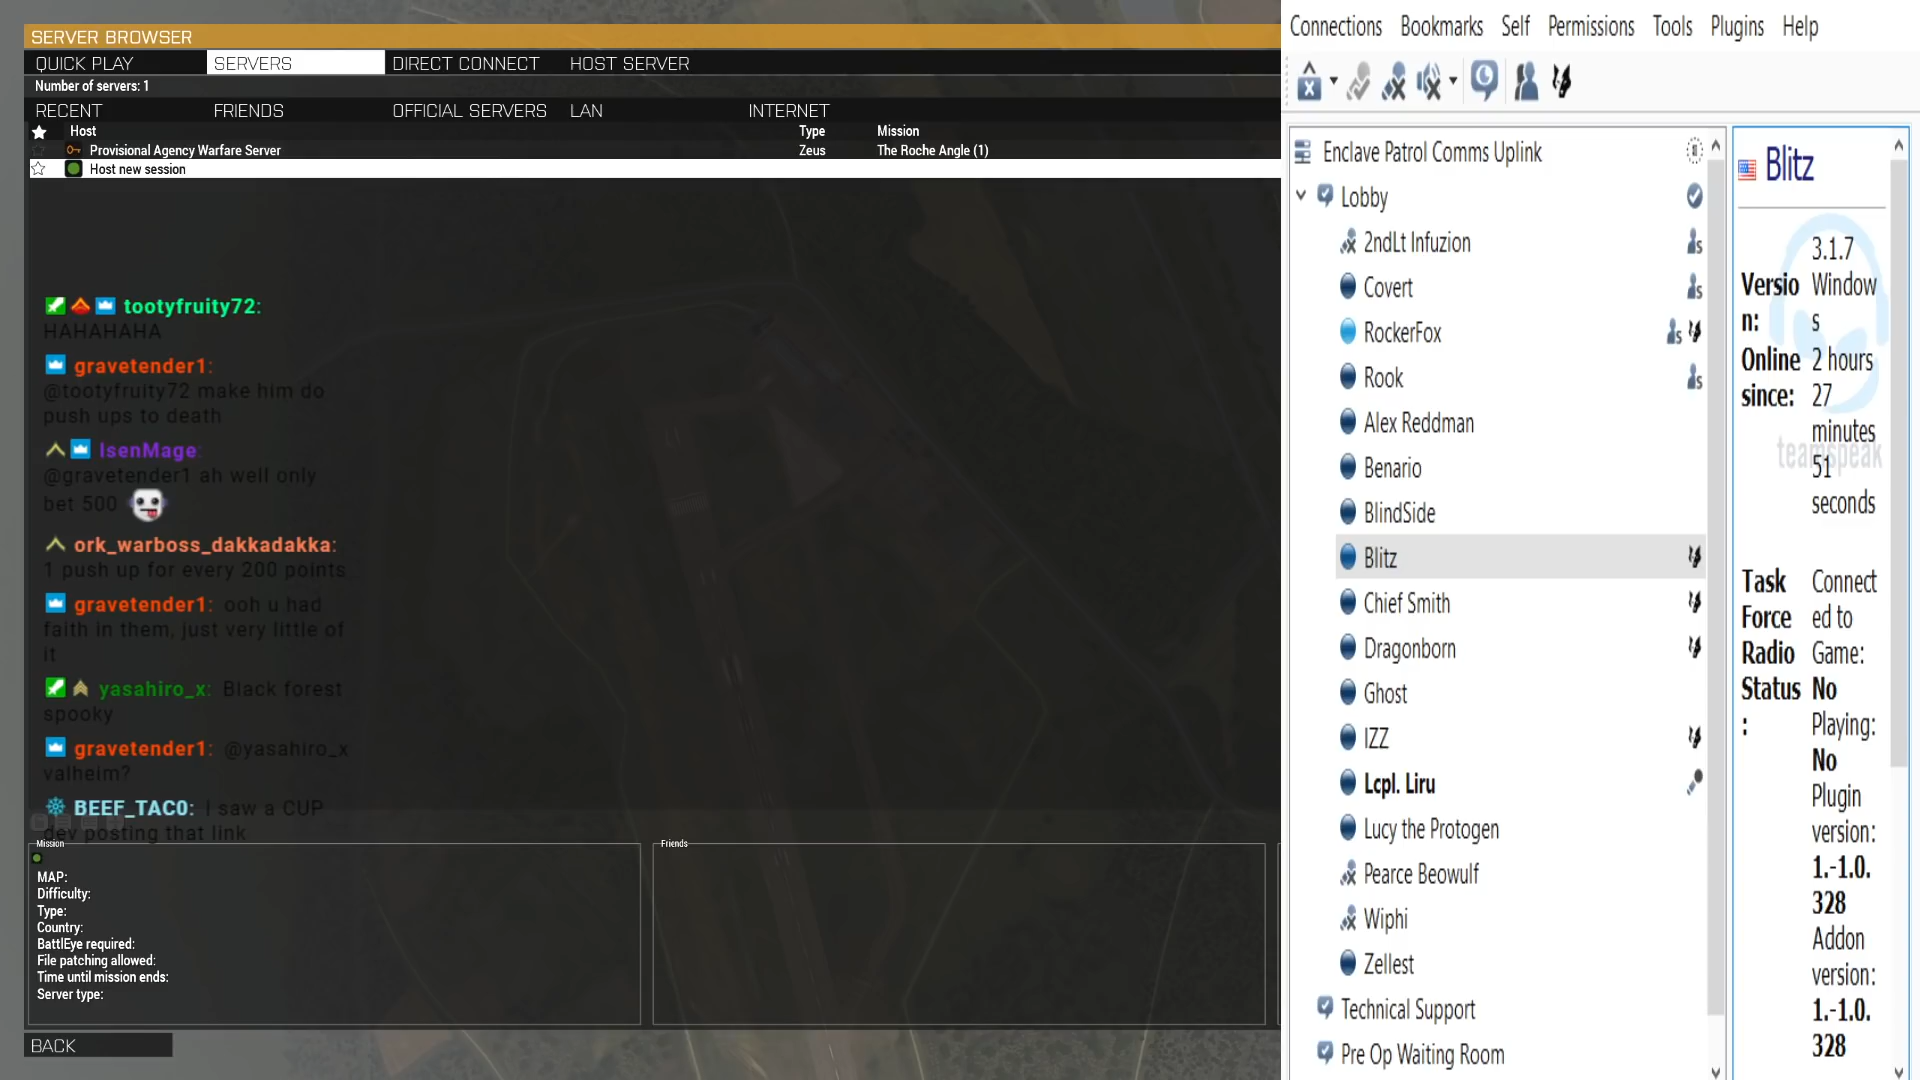 SERVER BROWSER
QUICK PLAY SERVERS DIRECT CONNECT HOST SERVER
Number of servers: 1
RECENT FRIENDS OFFICIAL SERVERS LAN INTERNET
Host Type Mission
Provisional Agency Warfare Server Zeus The Roche Angle (1)
Host new session
tootyfruity72:
HAHAHAHA
gravetender1:
@tootyfruity72 make him do
push ups to death
IsenMage:
@gravetender1 ah well only
bet 500
ork_warboss_dakkadakka:
1 push up for every 200 points
gravetender1: ooh u had
faith in them, just very little of
it
yasahiro_x: Black forest
spooky
gravetender1: @yasahiro_x
valheim?
BEEF_TAC0: I saw a CUP
dev posting that link
Mission
MAP:
Difficulty:
Type:
Country:
BattlEye required:
File patching allowed:
Time until mission ends:
Server type:
Friends
BACK
Connections Bookmarks Self Permissions Tools Plugins Help
Enclave Patrol Comms Uplink
Lobby
2ndLt Infuzion
Covert
RockerFox
Rook
Alex Reddman
Benario
BlindSide
Blitz
Chief Smith
Dragonborn
Ghost
IZZ
Lcpl. Liru
Lucy the Protogen
Pearce Beowulf
Wiphi
Zellest
Technical Support
Pre Op Waiting Room
Blitz
3.1.7
Versio Window
n: s
Online 2 hours
since: 27
minutes
teamspeak
51
seconds
Task Connect
Force ed to
Radio Game:
Status No
: Playing:
No
Plugin
version:
1.-1.0.
328
Addon
version:
1.-1.0.
328